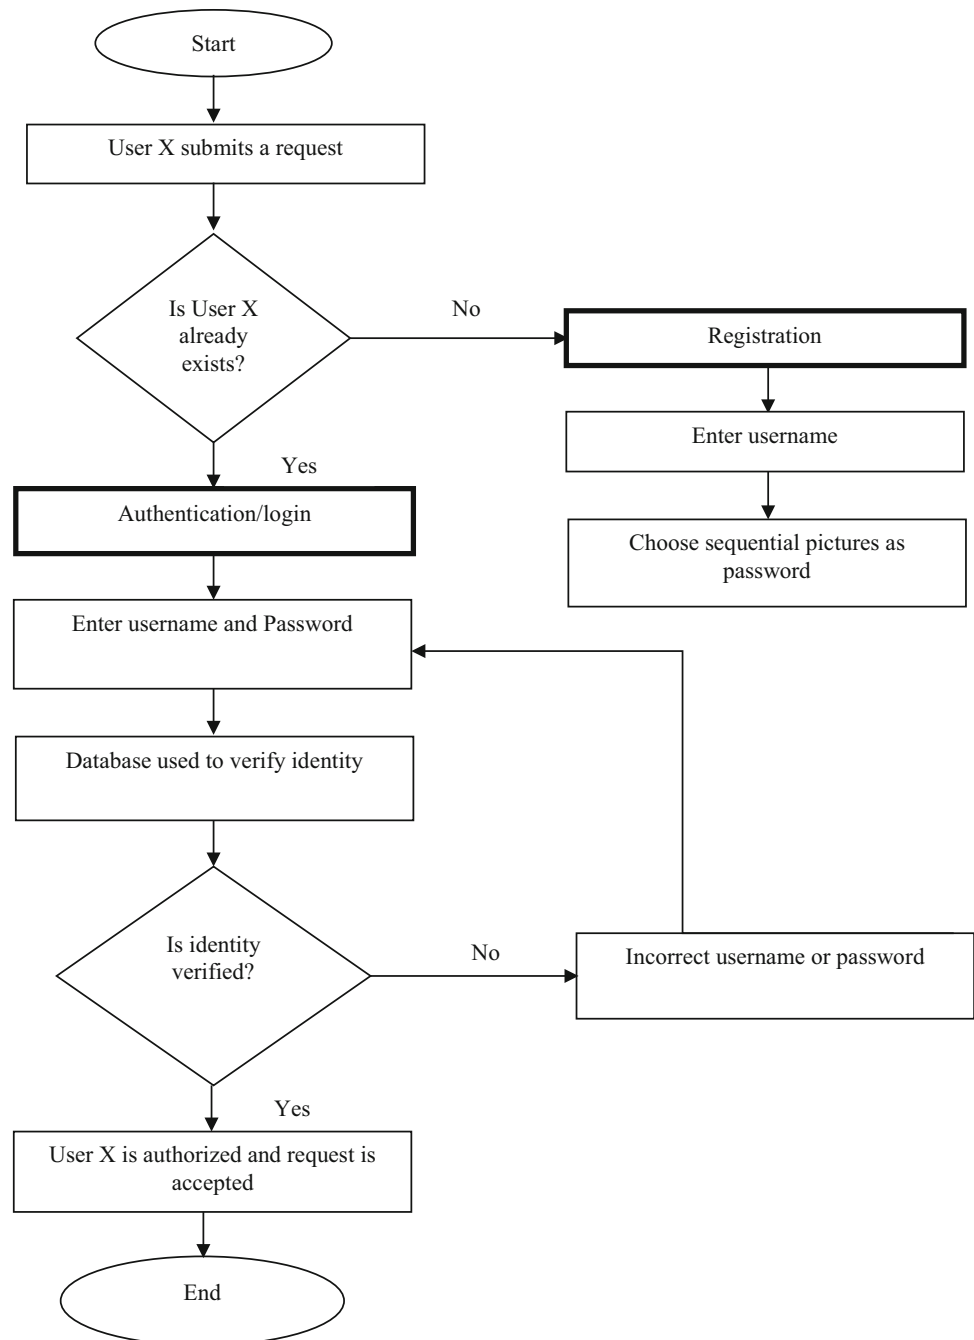 Start
User X submits a request
Is User X
already
exists?
No
Registration
Enter username
Choose sequential pictures as
password
Yes
Authentication/login
Enter username and Password
Database used to verify identity
Is identity
verified?
No
Incorrect username or password
Yes
User X is authorized and request is
accepted
End